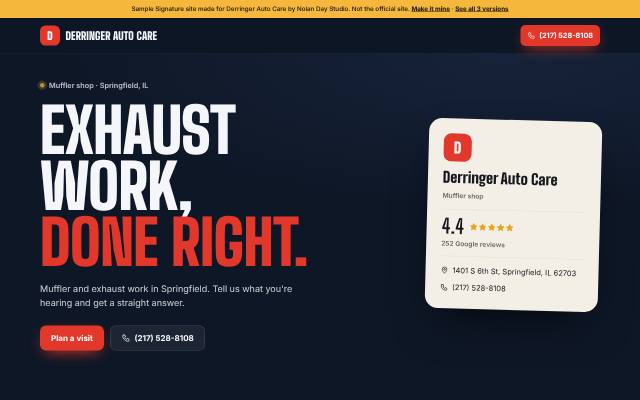 Sample Signature site made for Derringer Auto Care by Nolan Day Studio. Not the official site. Make it mine · See all 3 versions
D DERRINGER AUTO CARE
(217) 528-8108
Muffler shop · Springfield, IL
EXHAUST
WORK,
DONE RIGHT.
Muffler and exhaust work in Springfield. Tell us what you're
hearing and get a straight answer.
Plan a visit
(217) 528-8108
D
Derringer Auto Care
Muffler shop
4.4
252 Google reviews
1401 S 6th St, Springfield, IL 62703
(217) 528-8108